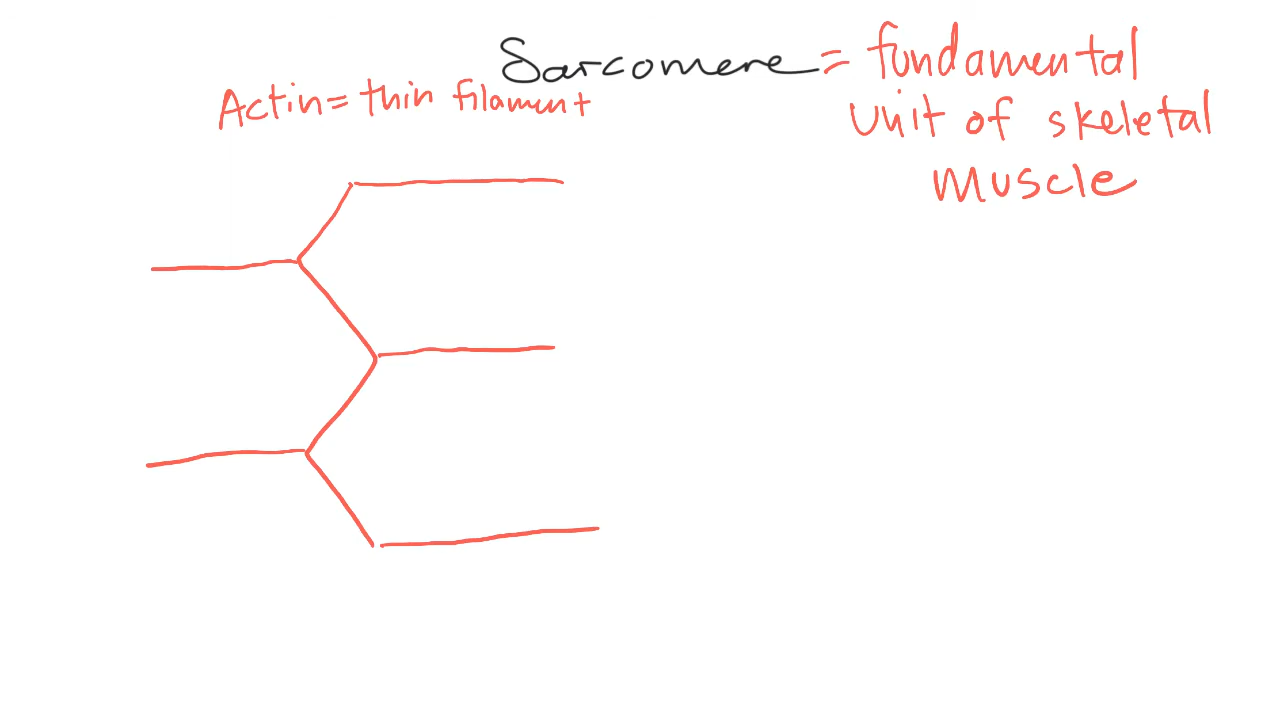 Sarcomere = fundamental
Actin = thin filament
unit of skeletal
muscle